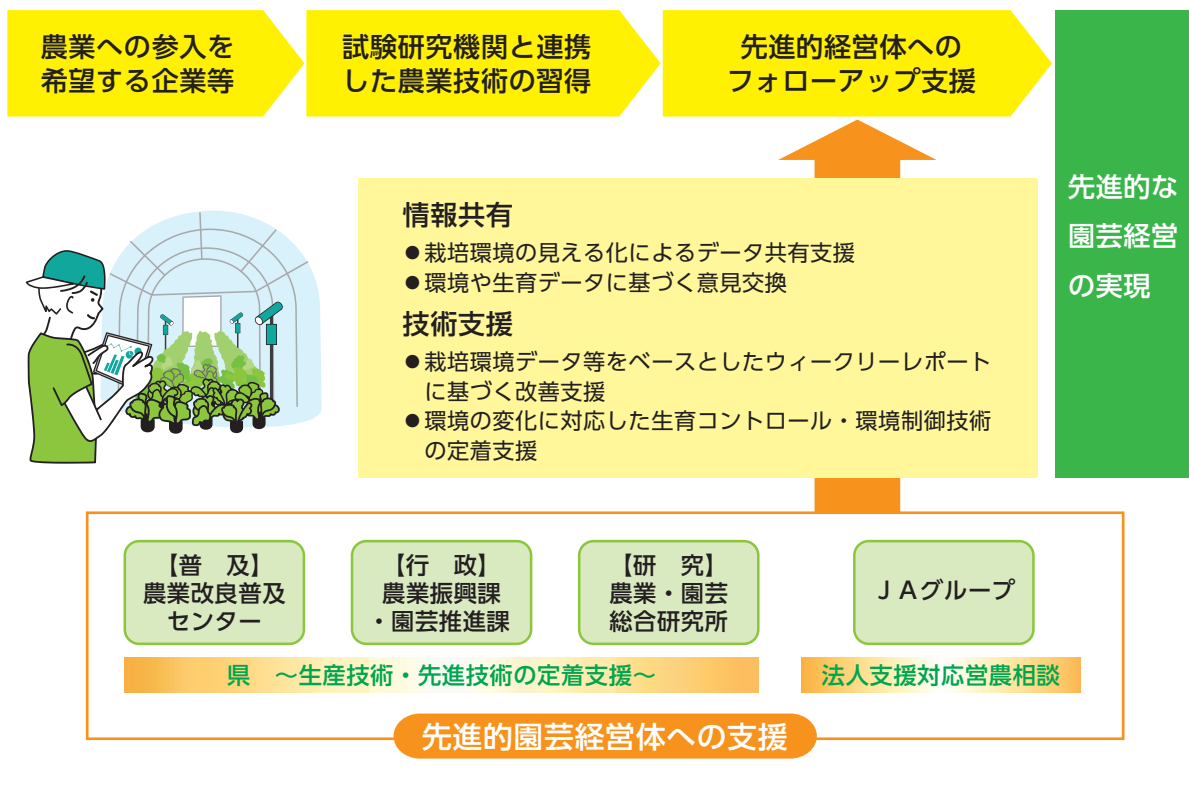 農業への参入を
希望する企業等
試験研究機関と連携
した農業技術の習得
先進的経営体への
フォローアップ支援
先進的な
園芸経営
の実現
情報共有
●栽培環境の見える化によるデータ共有支援
●環境や生育データに基づく意見交換
技術支援
●栽培環境データ等をベースとしたウィークリーレポート
に基づく改善支援
●環境の変化に対応した生育コントロール・環境制御技術
の定着支援
【普　及】
農業改良普及
センター
【行　政】
農業振興課
・園芸推進課
【研　究】
農業・園芸
総合研究所
ＪＡグループ
県　～生産技術・先進技術の定着支援～
法人支援対応営農相談
先進的園芸経営体への支援